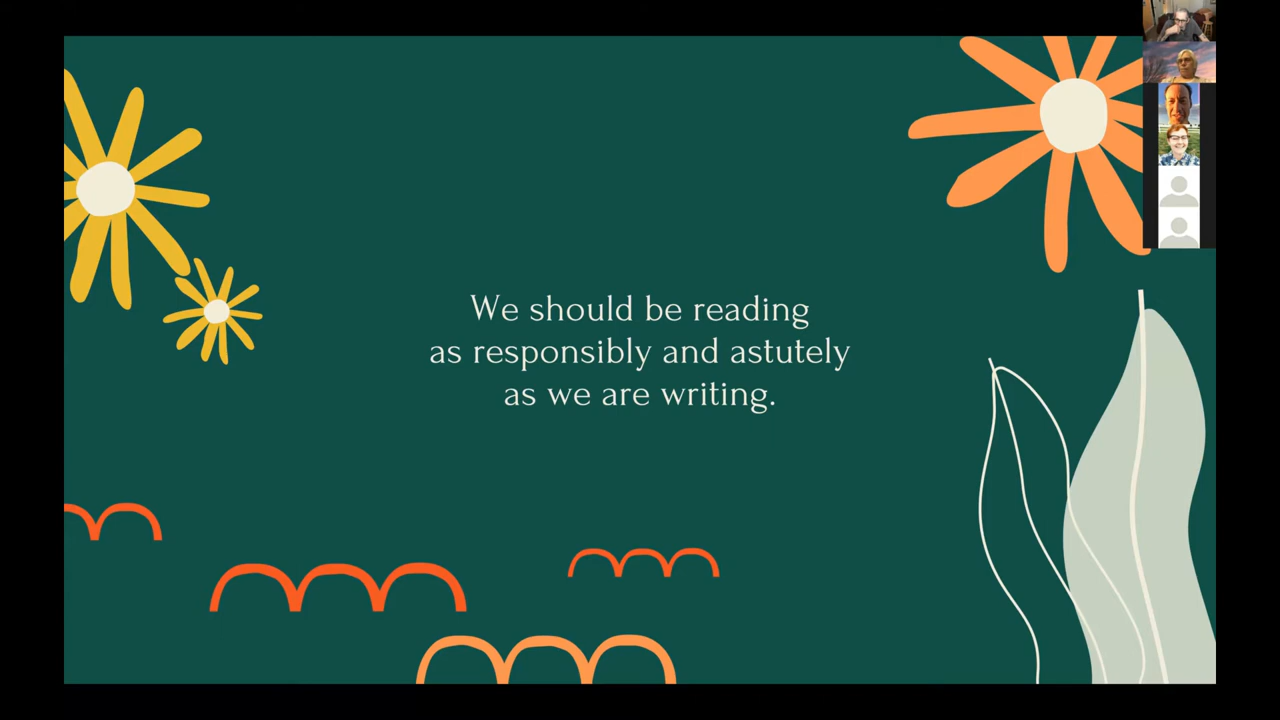 We should be reading
as responsibly and astutely
as we are writing.